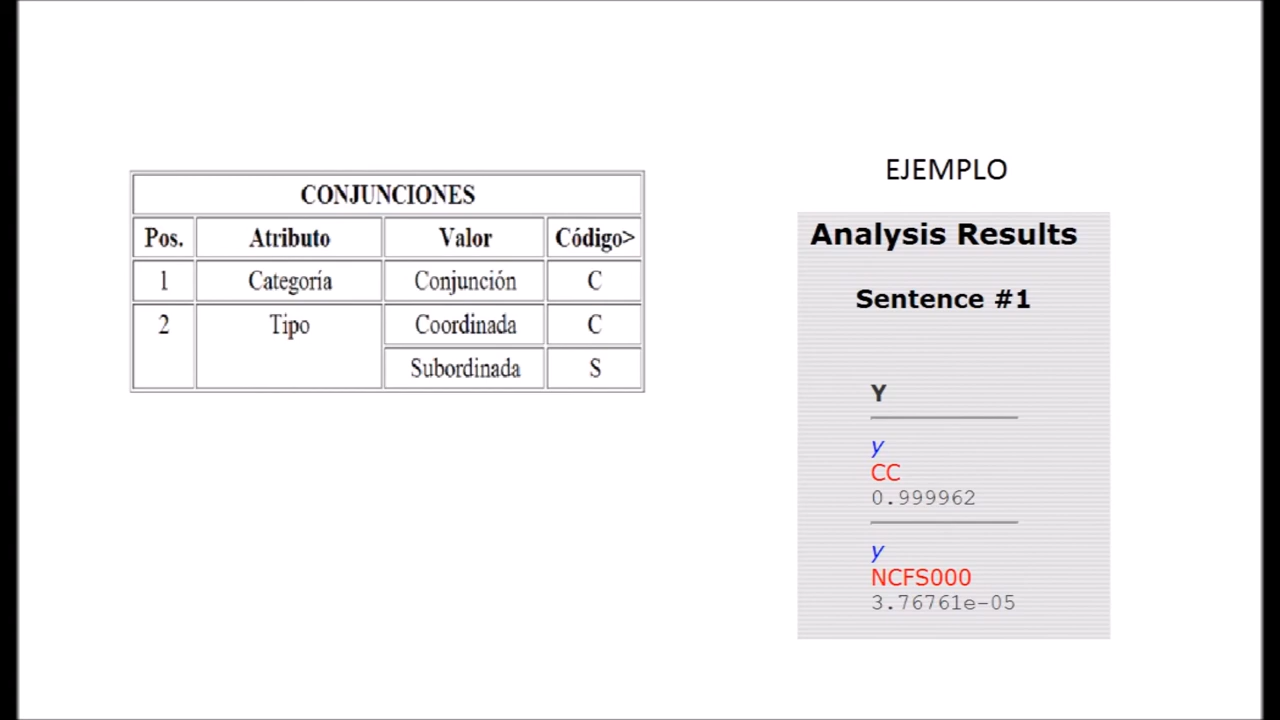 CONJUNCIONES
Pos. Atributo Valor Código>
1 Categoría Conjunción C
2 Tipo Coordinada C
Subordinada S
EJEMPLO
Analysis Results
Sentence #1
Y
y
CC
0.999962
y
NCFS000
3.76761e-05